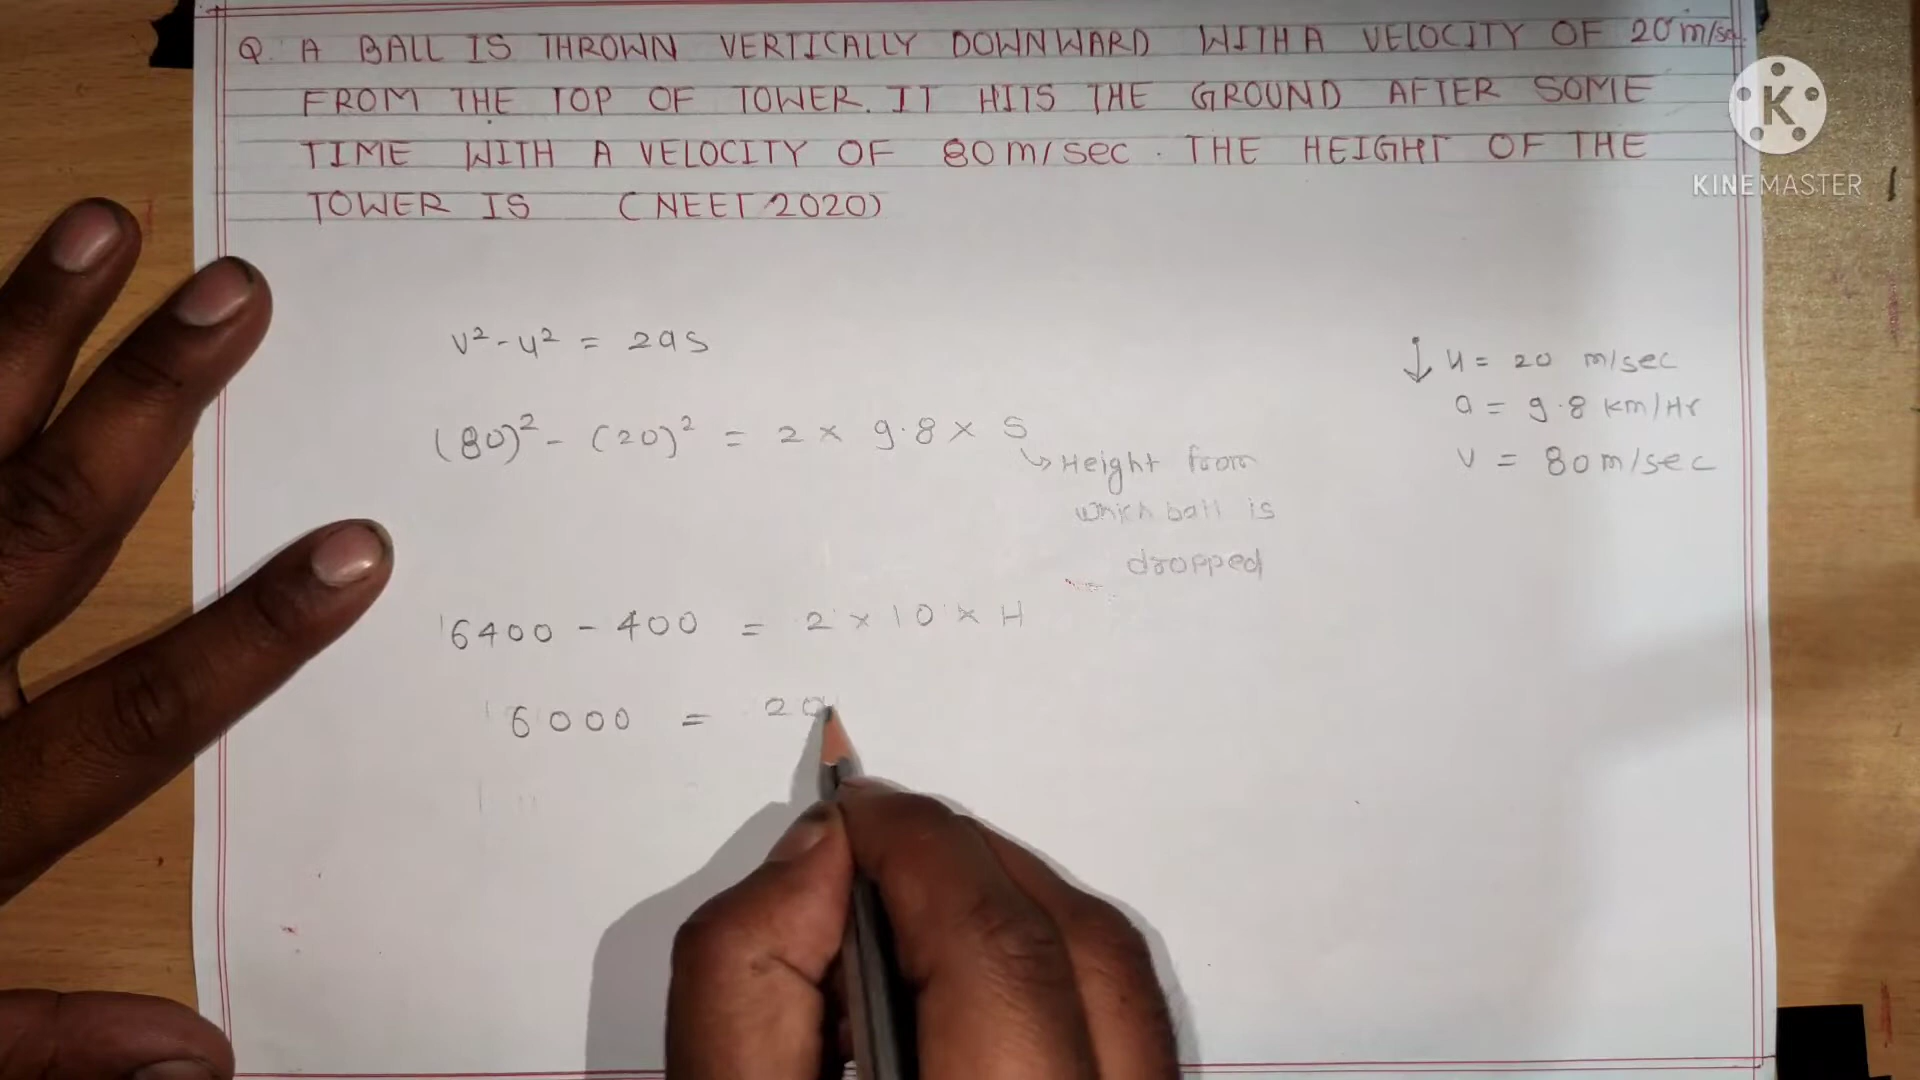 Q. A BALL IS THROWN VERTICALLY DOWNWARD WITH A VELOCITY OF 20 m/sec
FROM THE TOP OF TOWER. IT HITS THE GROUND AFTER SOME
TIME WITH A VELOCITY OF 80 m/sec. THE HEIGHT OF THE
TOWER IS (NEET 2020)
K
KINEMASTER
v² - u² = 2as
(80)² - (20)² = 2 × 9.8 × S
↳ Height from
which ball is
dropped
6400 - 400 = 2 × 10 × H
6000 = 20
↓ u = 20 m/sec
a = 9.8 km/Hr
v = 80 m/sec